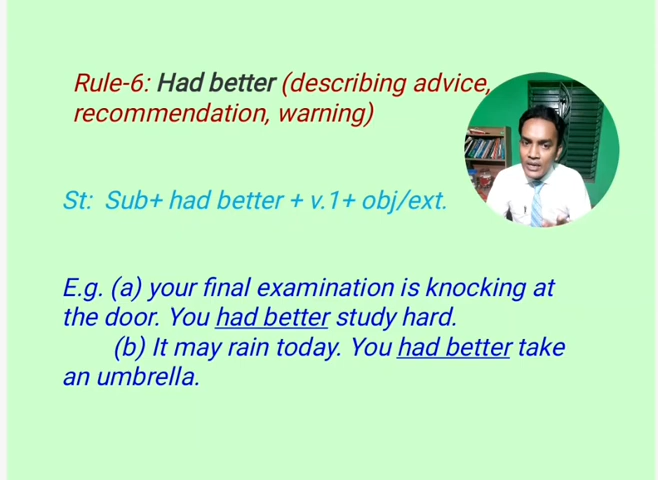 Rule-6: Had better (describing advice,
recommendation, warning)
St: Sub+ had better + v.1+ obj/ext.
E.g. (a) your final examination is knocking at
the door. You had better study hard.
(b) It may rain today. You had better take
an umbrella.